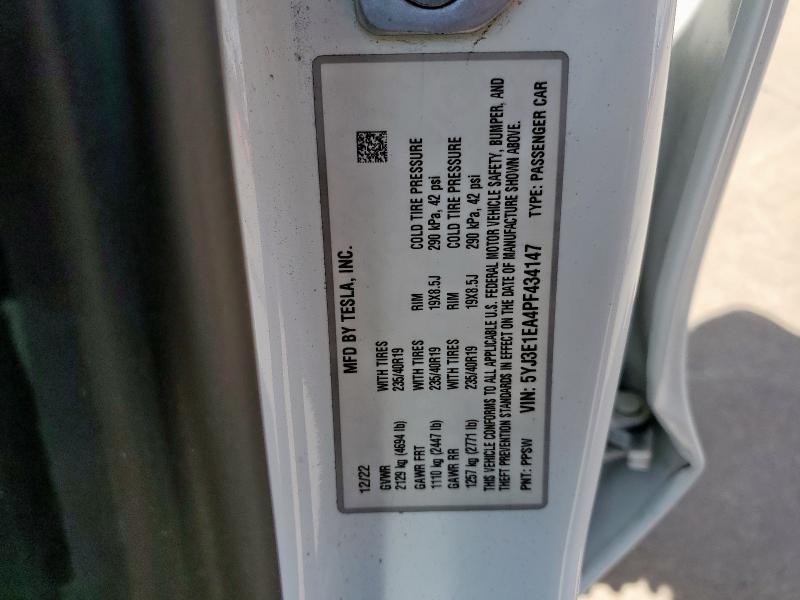 MFD BY TESLA, INC.
12/22
GVWR WITH TIRES
2129 kg (4694 lb) 235/40R19
GAWR FRT WITH TIRES RIM COLD TIRE PRESSURE
1110 kg (2447 lb) 235/40R19 19X8.5J 290 kPa, 42 psi
GAWR RR WITH TIRES RIM COLD TIRE PRESSURE
1257 kg (2771 lb) 235/40R19 19X8.5J 290 kPa, 42 psi
THIS VEHICLE CONFORMS TO ALL APPLICABLE U.S. FEDERAL MOTOR VEHICLE SAFETY, BUMPER, AND
THEFT PREVENTION STANDARDS IN EFFECT ON THE DATE OF MANUFACTURE SHOWN ABOVE.
PNT: PPSW VIN: 5YJ3E1EA4PF434147 TYPE: PASSENGER CAR